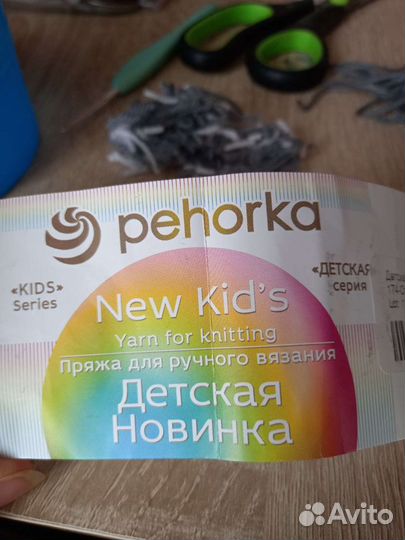 pehorka
«KIDS»
Series
«ДЕТСКАЯ
серия
New Kid's
Yarn for knitting
Пряжа для ручного вязания
Детская
Новинка
Avito